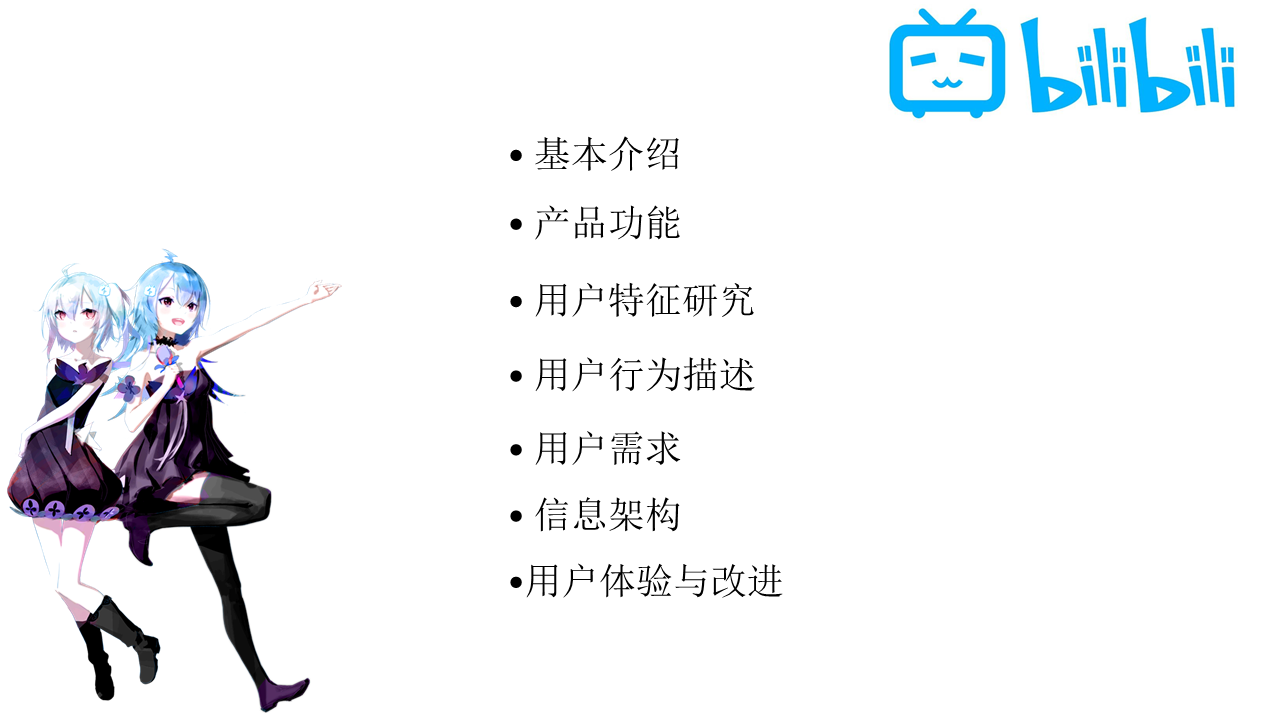 bilibili
• 基本介绍
• 产品功能
• 用户特征研究
• 用户行为描述
• 用户需求
• 信息架构
•用户体验与改进